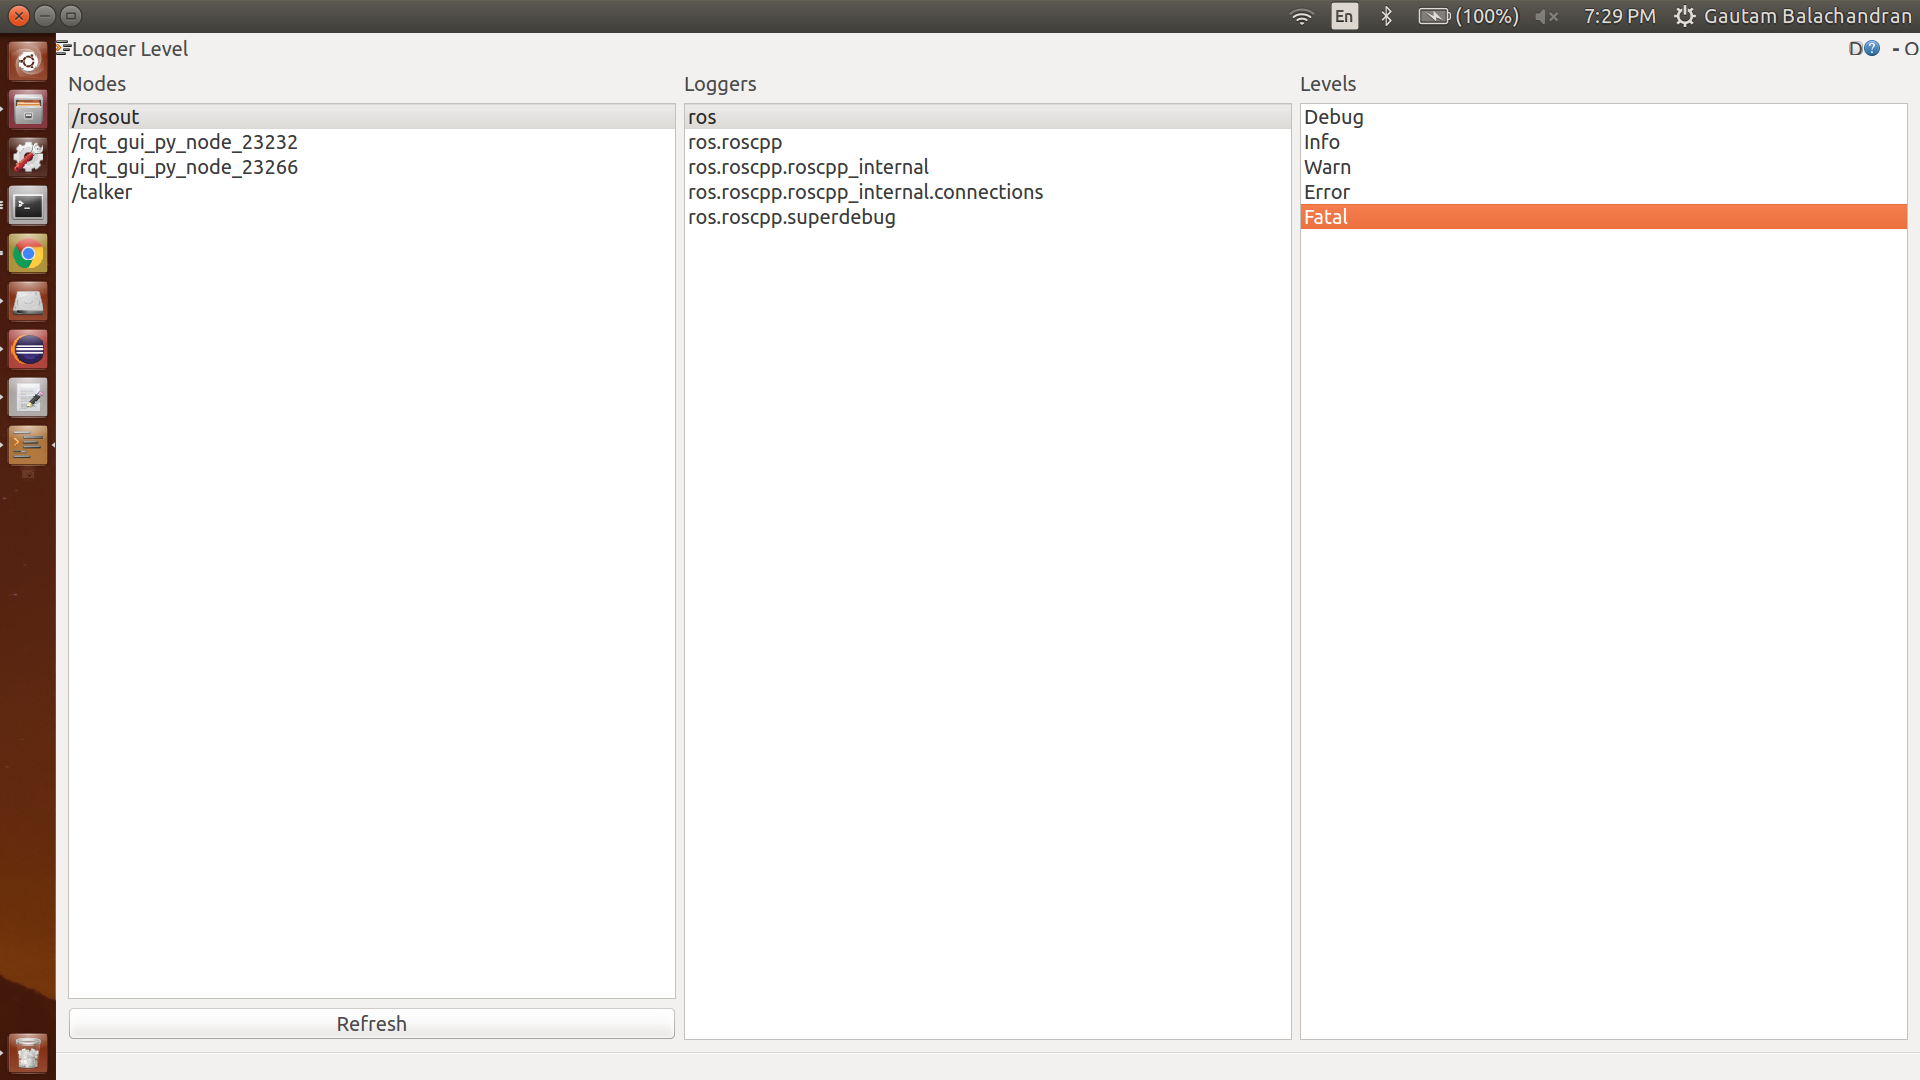 En (100%) 7:29 PM Gautam Balachandran
Logger Level D? - O
Nodes
/rosout
/rqt_gui_py_node_23232
/rqt_gui_py_node_23266
/talker
Refresh
Loggers
ros
ros.roscpp
ros.roscpp.roscpp_internal
ros.roscpp.roscpp_internal.connections
ros.roscpp.superdebug
Levels
Debug
Info
Warn
Error
Fatal